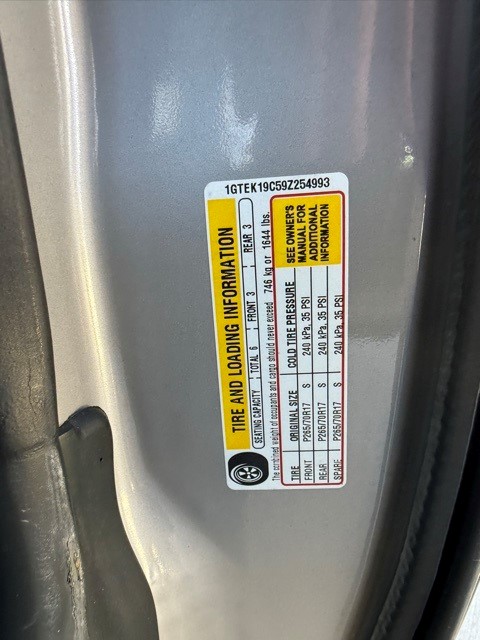 1GTEK19C59Z254993
TIRE AND LOADING INFORMATION
SEATING CAPACITY TOTAL 6 FRONT 3 REAR 3
The combined weight of occupants and cargo should never exceed 746 kg or 1644 lbs.
TIRE ORIGINAL SIZE COLD TIRE PRESSURE
FRONT P265/70R17 S 240 kPa, 35 PSI
REAR P265/70R17 S 240 kPa, 35 PSI
SPARE P265/70R17 S 240 kPa, 35 PSI
SEE OWNER'S
MANUAL FOR
ADDITIONAL
INFORMATION